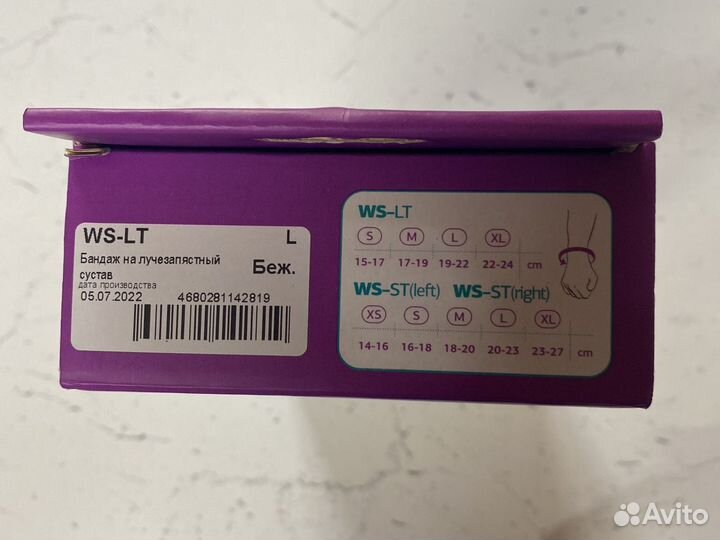 WS-LT L
Бандаж на лучезапястный
сустав Беж.
дата производства
05.07.2022 4680281142819
WS-LT
S M L XL
15-17 17-19 19-22 22-24 cm
WS-ST(left) WS-ST(right)
XS S M L XL
14-16 16-18 18-20 20-23 23-27 cm
Avito